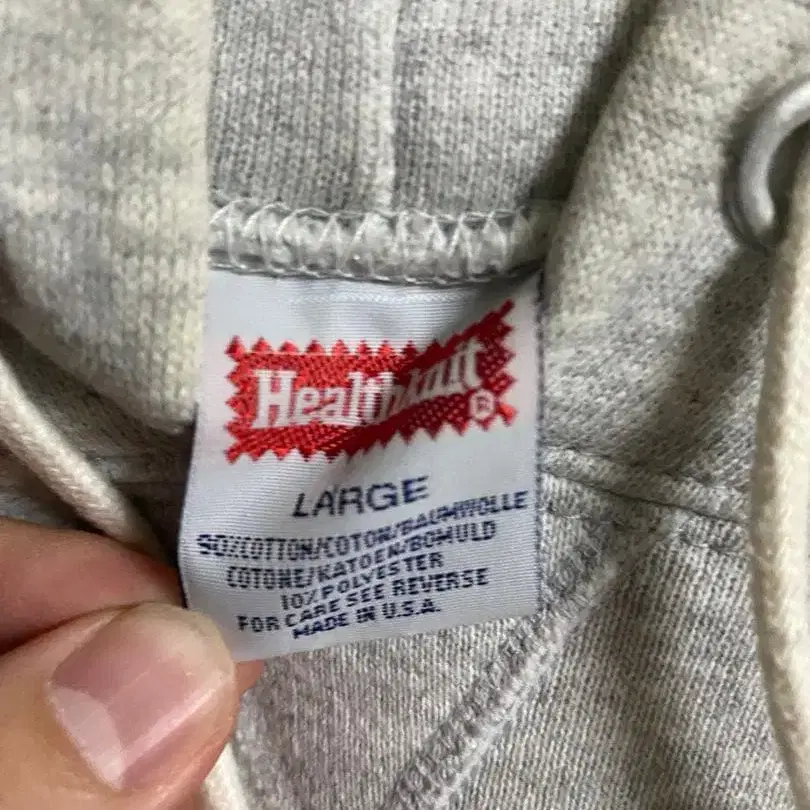 Healthknit ®
LARGE
90%COTTON/COTON/BAUMWOLLE
COTONE/KATOEN/BOMULD
10%POLYESTER
FOR CARE SEE REVERSE
MADE IN U.S.A.